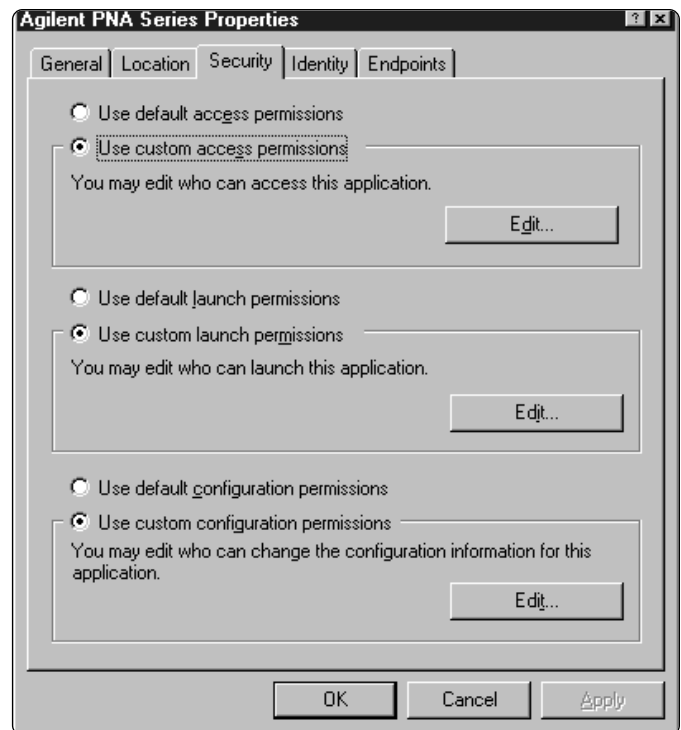 Agilent PNA Series Properties
? X
General Location Security Identity Endpoints
Use default access permissions
Use custom access permissions
You may edit who can access this application.
Edit...
Use default launch permissions
Use custom launch permissions
You may edit who can launch this application.
Edit...
Use default configuration permissions
Use custom configuration permissions
You may edit who can change the configuration information for this
application.
Edit...
OK Cancel Apply